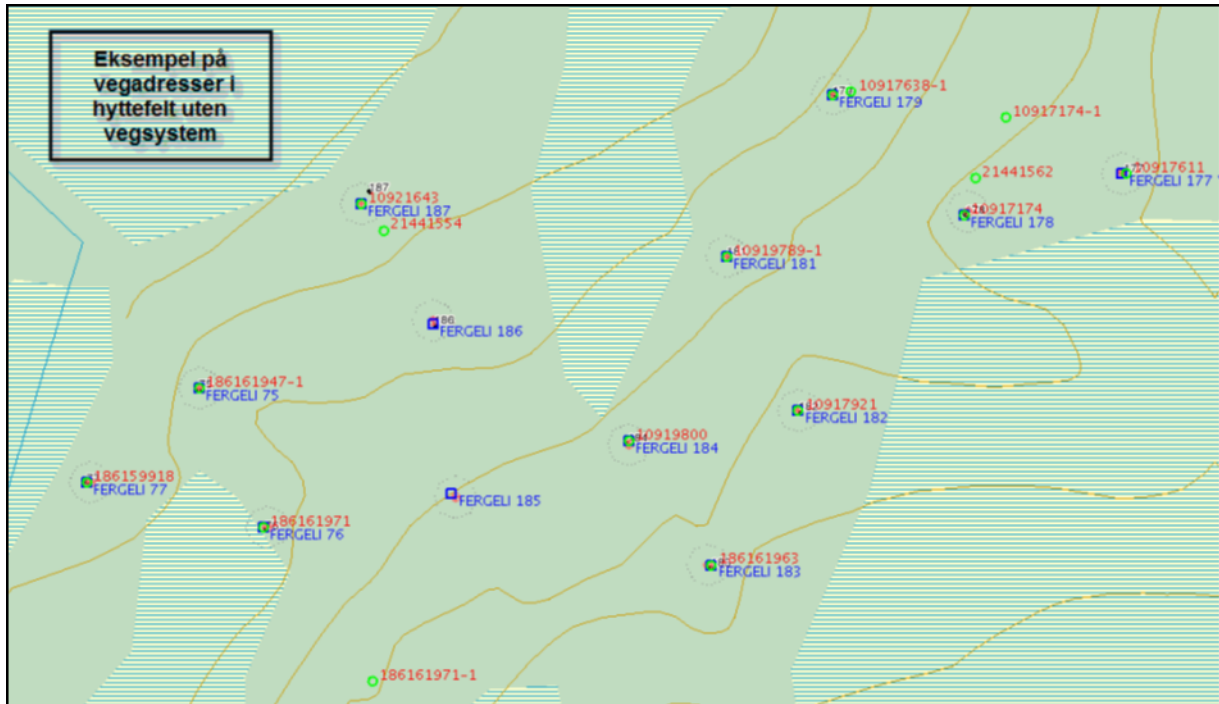 Eksempel på
vegadresser i
hyttefelt uten
vegsystem
10917638-1
FERGELI 179
10917174-1
10917611
FERGELI 177
21441562
187
10921643
FERGELI 187
10917174
FERGELI 178
21441554
10919789-1
FERGELI 181
86
FERGELI 186
186161947-1
FERGELI 75
10917921
FERGELI 182
10919800
FERGELI 184
186159918
FERGELI 77
FERGELI 185
186161971
FERGELI 76
186161963
FERGELI 183
186161971-1